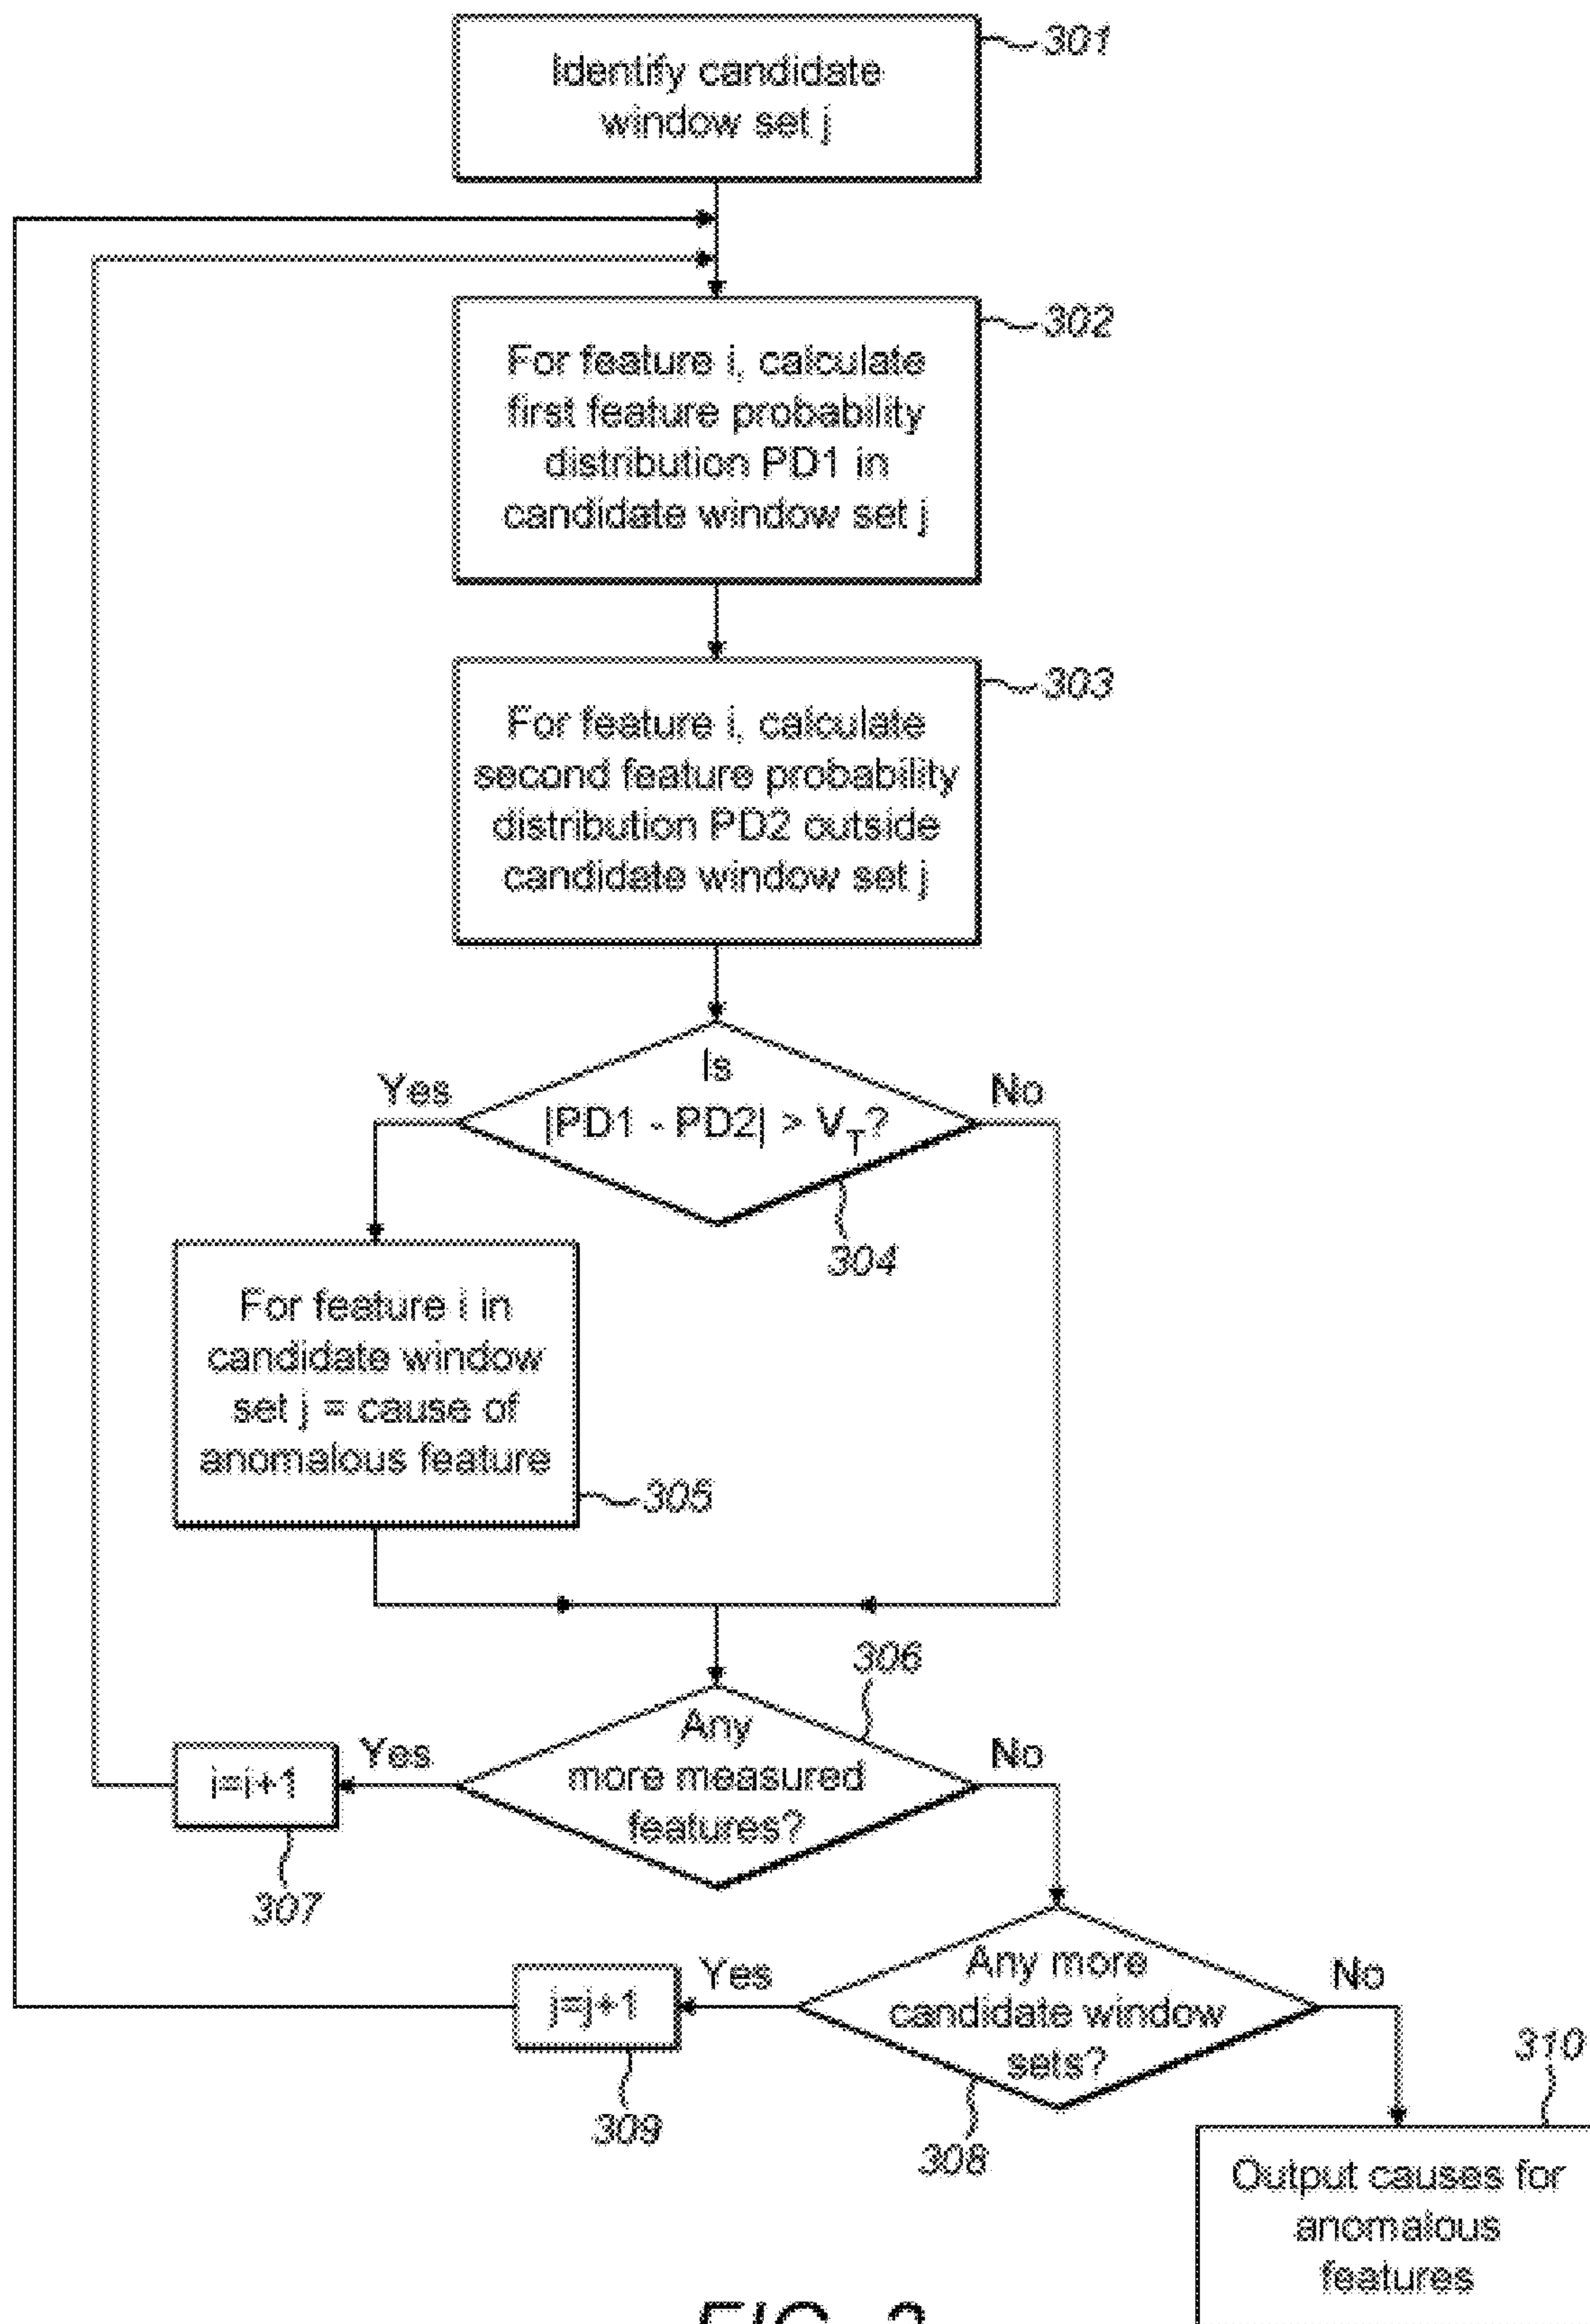 301
Identify candidate
window set j
302
For feature i, calculate
first feature probability
distribution PD1 in
candidate window set j
303
For feature i, calculate
second feature probability
distribution PD2 outside
candidate window set j
Is
|PD1 - PD2| > VT?
Yes
No
304
For feature i in
candidate window
set j = cause of
anomalous feature
305
306
Any
more measured
features?
Yes
No
i=i+1
307
Any more
candidate window
sets?
Yes
No
j=j+1
309
308
310
Output causes for
anomalous
features
FIG.